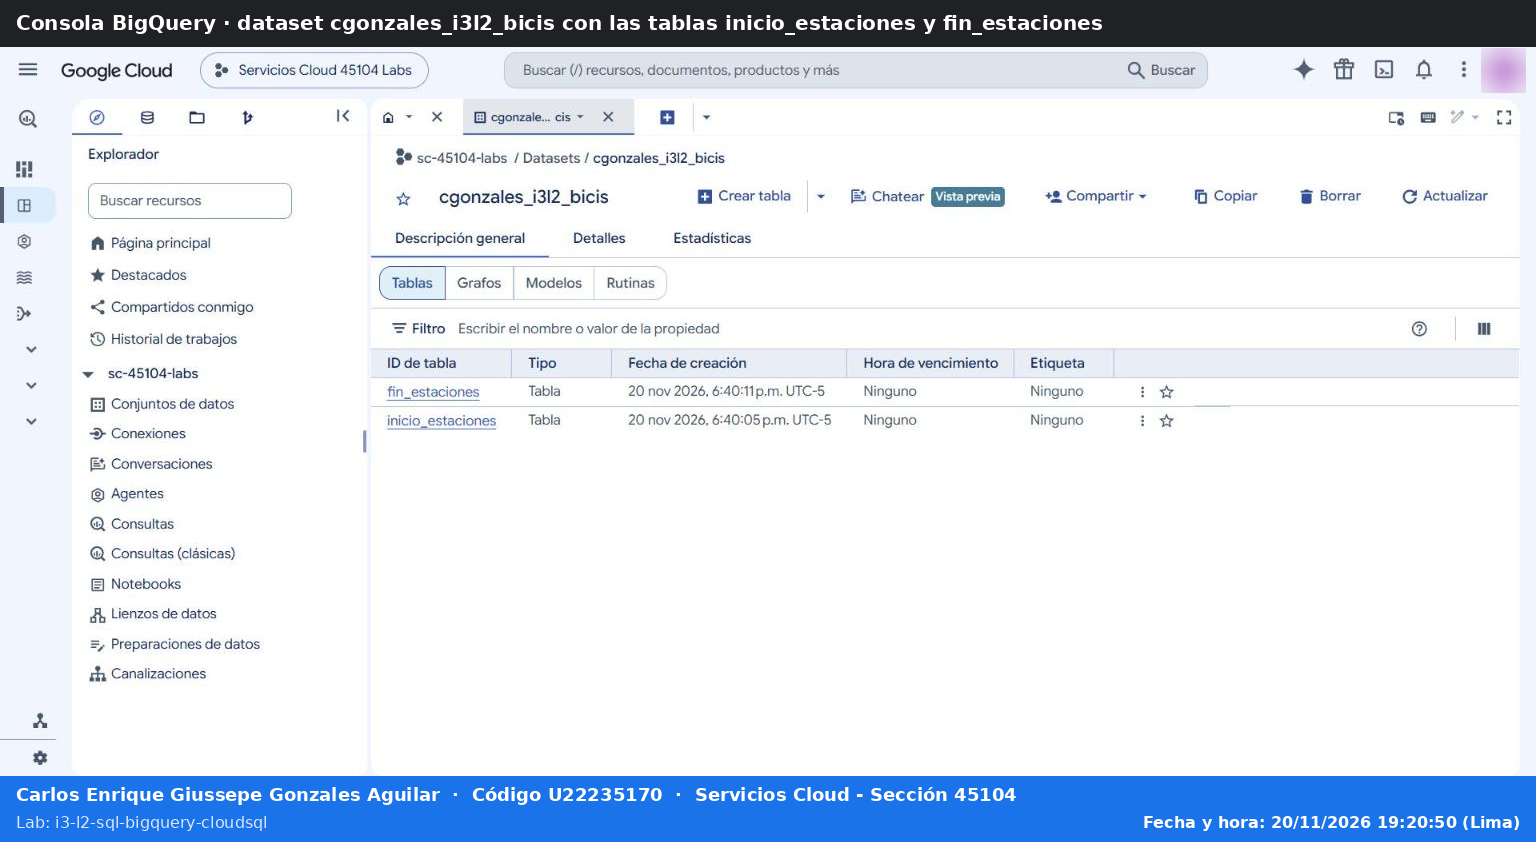 Consola BigQuery · dataset cgonzales_i3l2_bicis con las tablas inicio_estaciones y fin_estaciones
Google Cloud
Servicios Cloud 45104 Labs
Buscar (/) recursos, documentos, productos y más
Buscar
cgonzale... cis
Explorador
Buscar recursos
Página principal
Destacados
Compartidos conmigo
Historial de trabajos
sc-45104-labs
Conjuntos de datos
Conexiones
Conversaciones
Agentes
Consultas
Consultas (clásicas)
Notebooks
Lienzos de datos
Preparaciones de datos
Canalizaciones
sc-45104-labs / Datasets / cgonzales_i3l2_bicis
cgonzales_i3l2_bicis
Crear tabla
Chatear Vista previa
Compartir
Copiar
Borrar
Actualizar
Descripción general Detalles Estadísticas
Tablas Grafos Modelos Rutinas
Filtro Escribir el nombre o valor de la propiedad
ID de tabla Tipo Fecha de creación Hora de vencimiento Etiqueta
fin_estaciones Tabla 20 nov 2026, 6:40:11 p.m. UTC-5 Ninguno Ninguno
inicio_estaciones Tabla 20 nov 2026, 6:40:05 p.m. UTC-5 Ninguno Ninguno
Carlos Enrique Giussepe Gonzales Aguilar · Código U22235170 · Servicios Cloud - Sección 45104
Lab: i3-l2-sql-bigquery-cloudsql
Fecha y hora: 20/11/2026 19:20:50 (Lima)